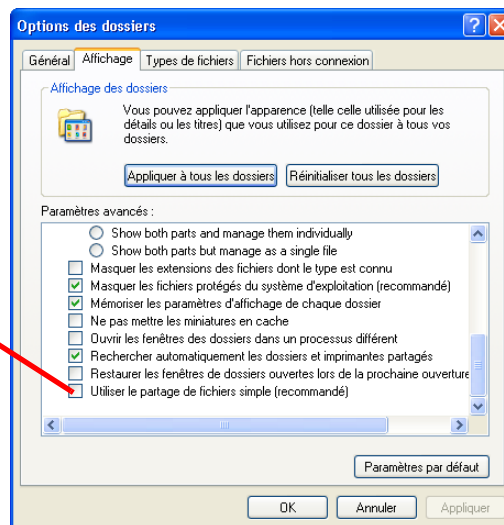 Options des dossiers
Général Affichage Types de fichiers Fichiers hors connexion
Affichage des dossiers
Vous pouvez appliquer l'apparence (telle celle utilisée pour les
détails ou les titres) que vous utilisez pour ce dossier à tous vos
dossiers.
Appliquer à tous les dossiers Réinitialiser tous les dossiers
Paramètres avancés :
Show both parts and manage them individually
Show both parts but manage as a single file
Masquer les extensions des fichiers dont le type est connu
Masquer les fichiers protégés du système d'exploitation (recommandé)
Mémoriser les paramètres d'affichage de chaque dossier
Ne pas mettre les miniatures en cache
Ouvrir les fenêtres des dossiers dans un processus différent
Rechercher automatiquement les dossiers et imprimantes partagés
Restaurer les fenêtres de dossiers ouvertes lors de la prochaine ouverture
Utiliser le partage de fichiers simple (recommandé)
Paramètres par défaut
OK Annuler Appliquer